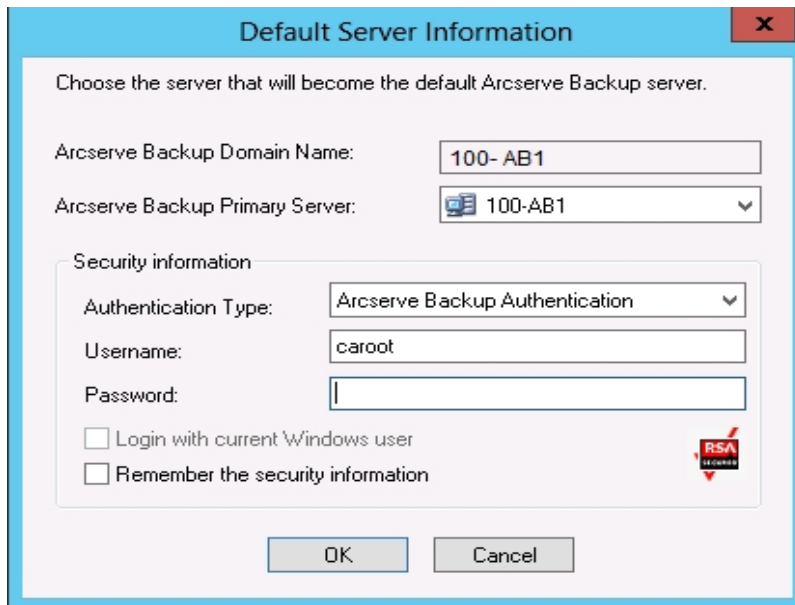 Default Server Information
x
Choose the server that will become the default Arcserve Backup server.
Arcserve Backup Domain Name: 100- AB1
Arcserve Backup Primary Server: 100-AB1
Security information
Authentication Type: Arcserve Backup Authentication
Username: caroot
Password:
Login with current Windows user
Remember the security information
RSA
SECURED
OK Cancel